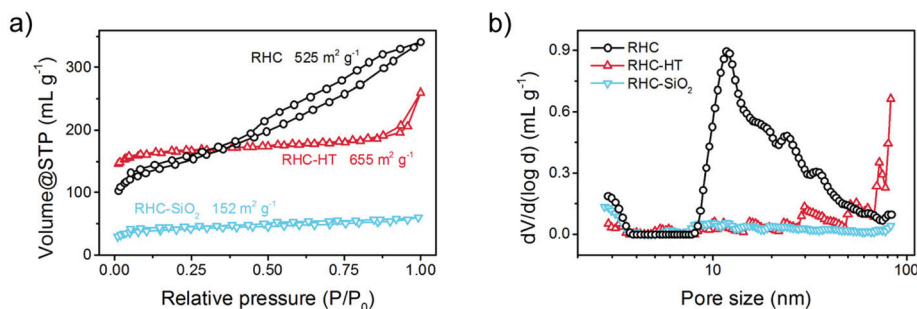 a)
Volume@STP (mL g⁻¹)
300
200
100
0
RHC 525 m² g⁻¹
RHC-HT 655 m² g⁻¹
RHC-SiO₂ 152 m² g⁻¹
0.00 0.25 0.50 0.75 1.00
Relative pressure (P/P₀)
b)
dV/d(log d) (mL g⁻¹)
0.9
0.6
0.3
0.0
RHC
RHC-HT
RHC-SiO₂
10 100
Pore size (nm)